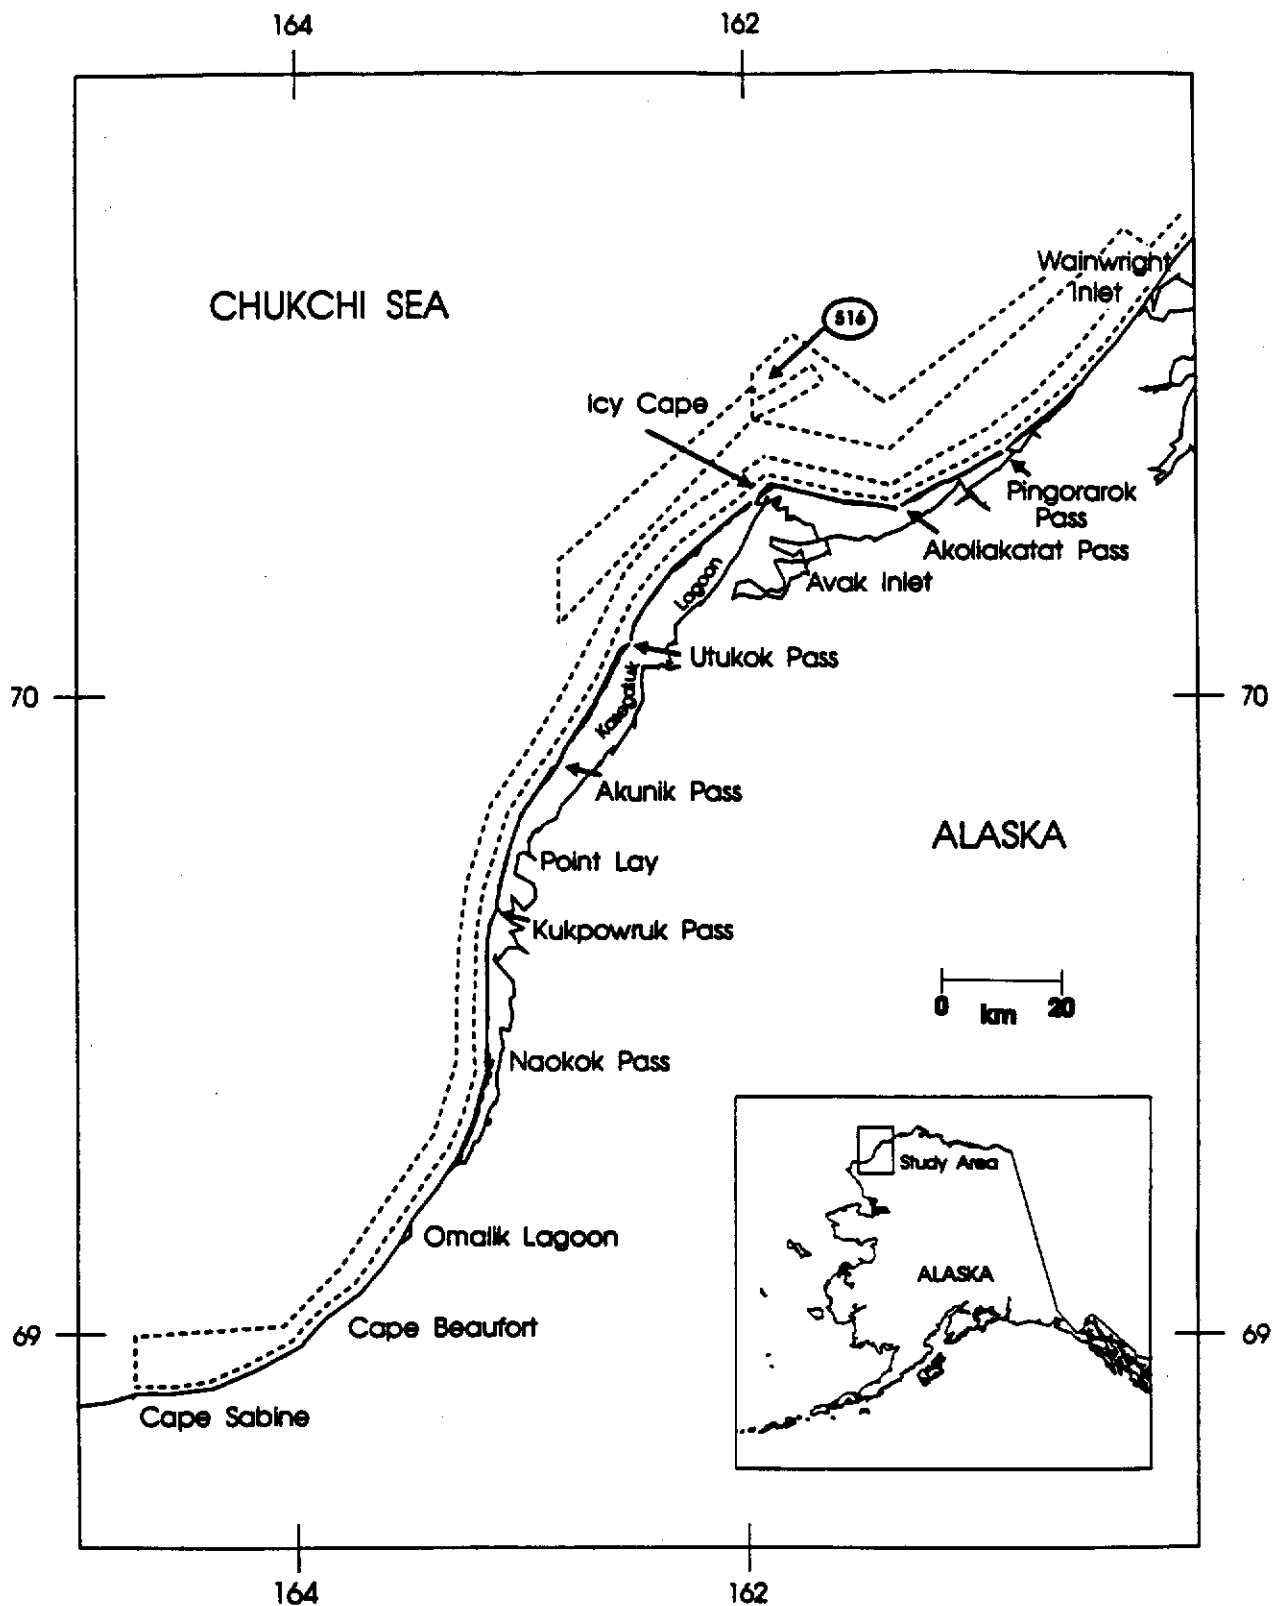 164 162
Wainwright
Inlet
CHUKCHI SEA
516
Icy Cape
Pingorarok
Pass
Akoliakatat Pass
Avak Inlet
Lagoon
Utukok Pass
Kasegaluk
70 70
Akunik Pass
ALASKA
Point Lay
Kukpowruk Pass
0 km 20
Naokok Pass
Study Area
Omalik Lagoon
ALASKA
Cape Beaufort
69 69
Cape Sabine
164 162